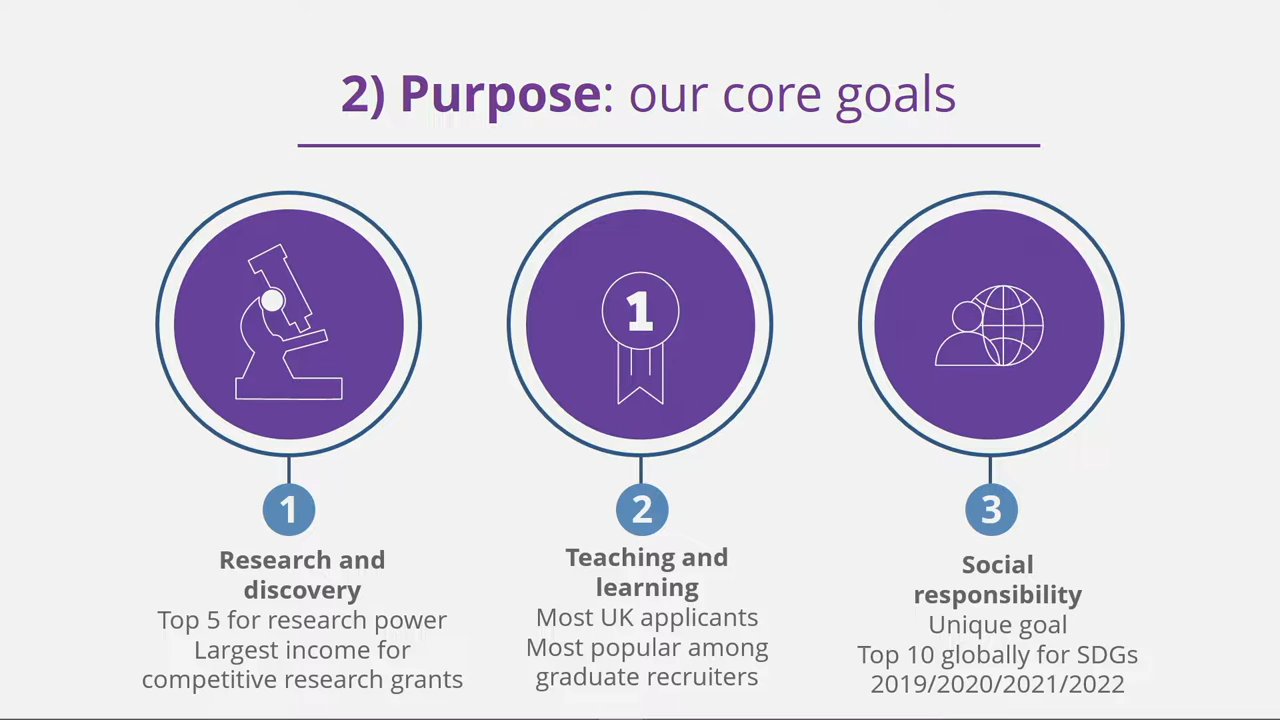 2) Purpose: our core goals
1
1
Research and
discovery
Top 5 for research power
Largest income for
competitive research grants
1
2
Teaching and
learning
Most UK applicants
Most popular among
graduate recruiters
3
Social
responsibility
Unique goal
Top 10 globally for SDGs
2019/2020/2021/2022